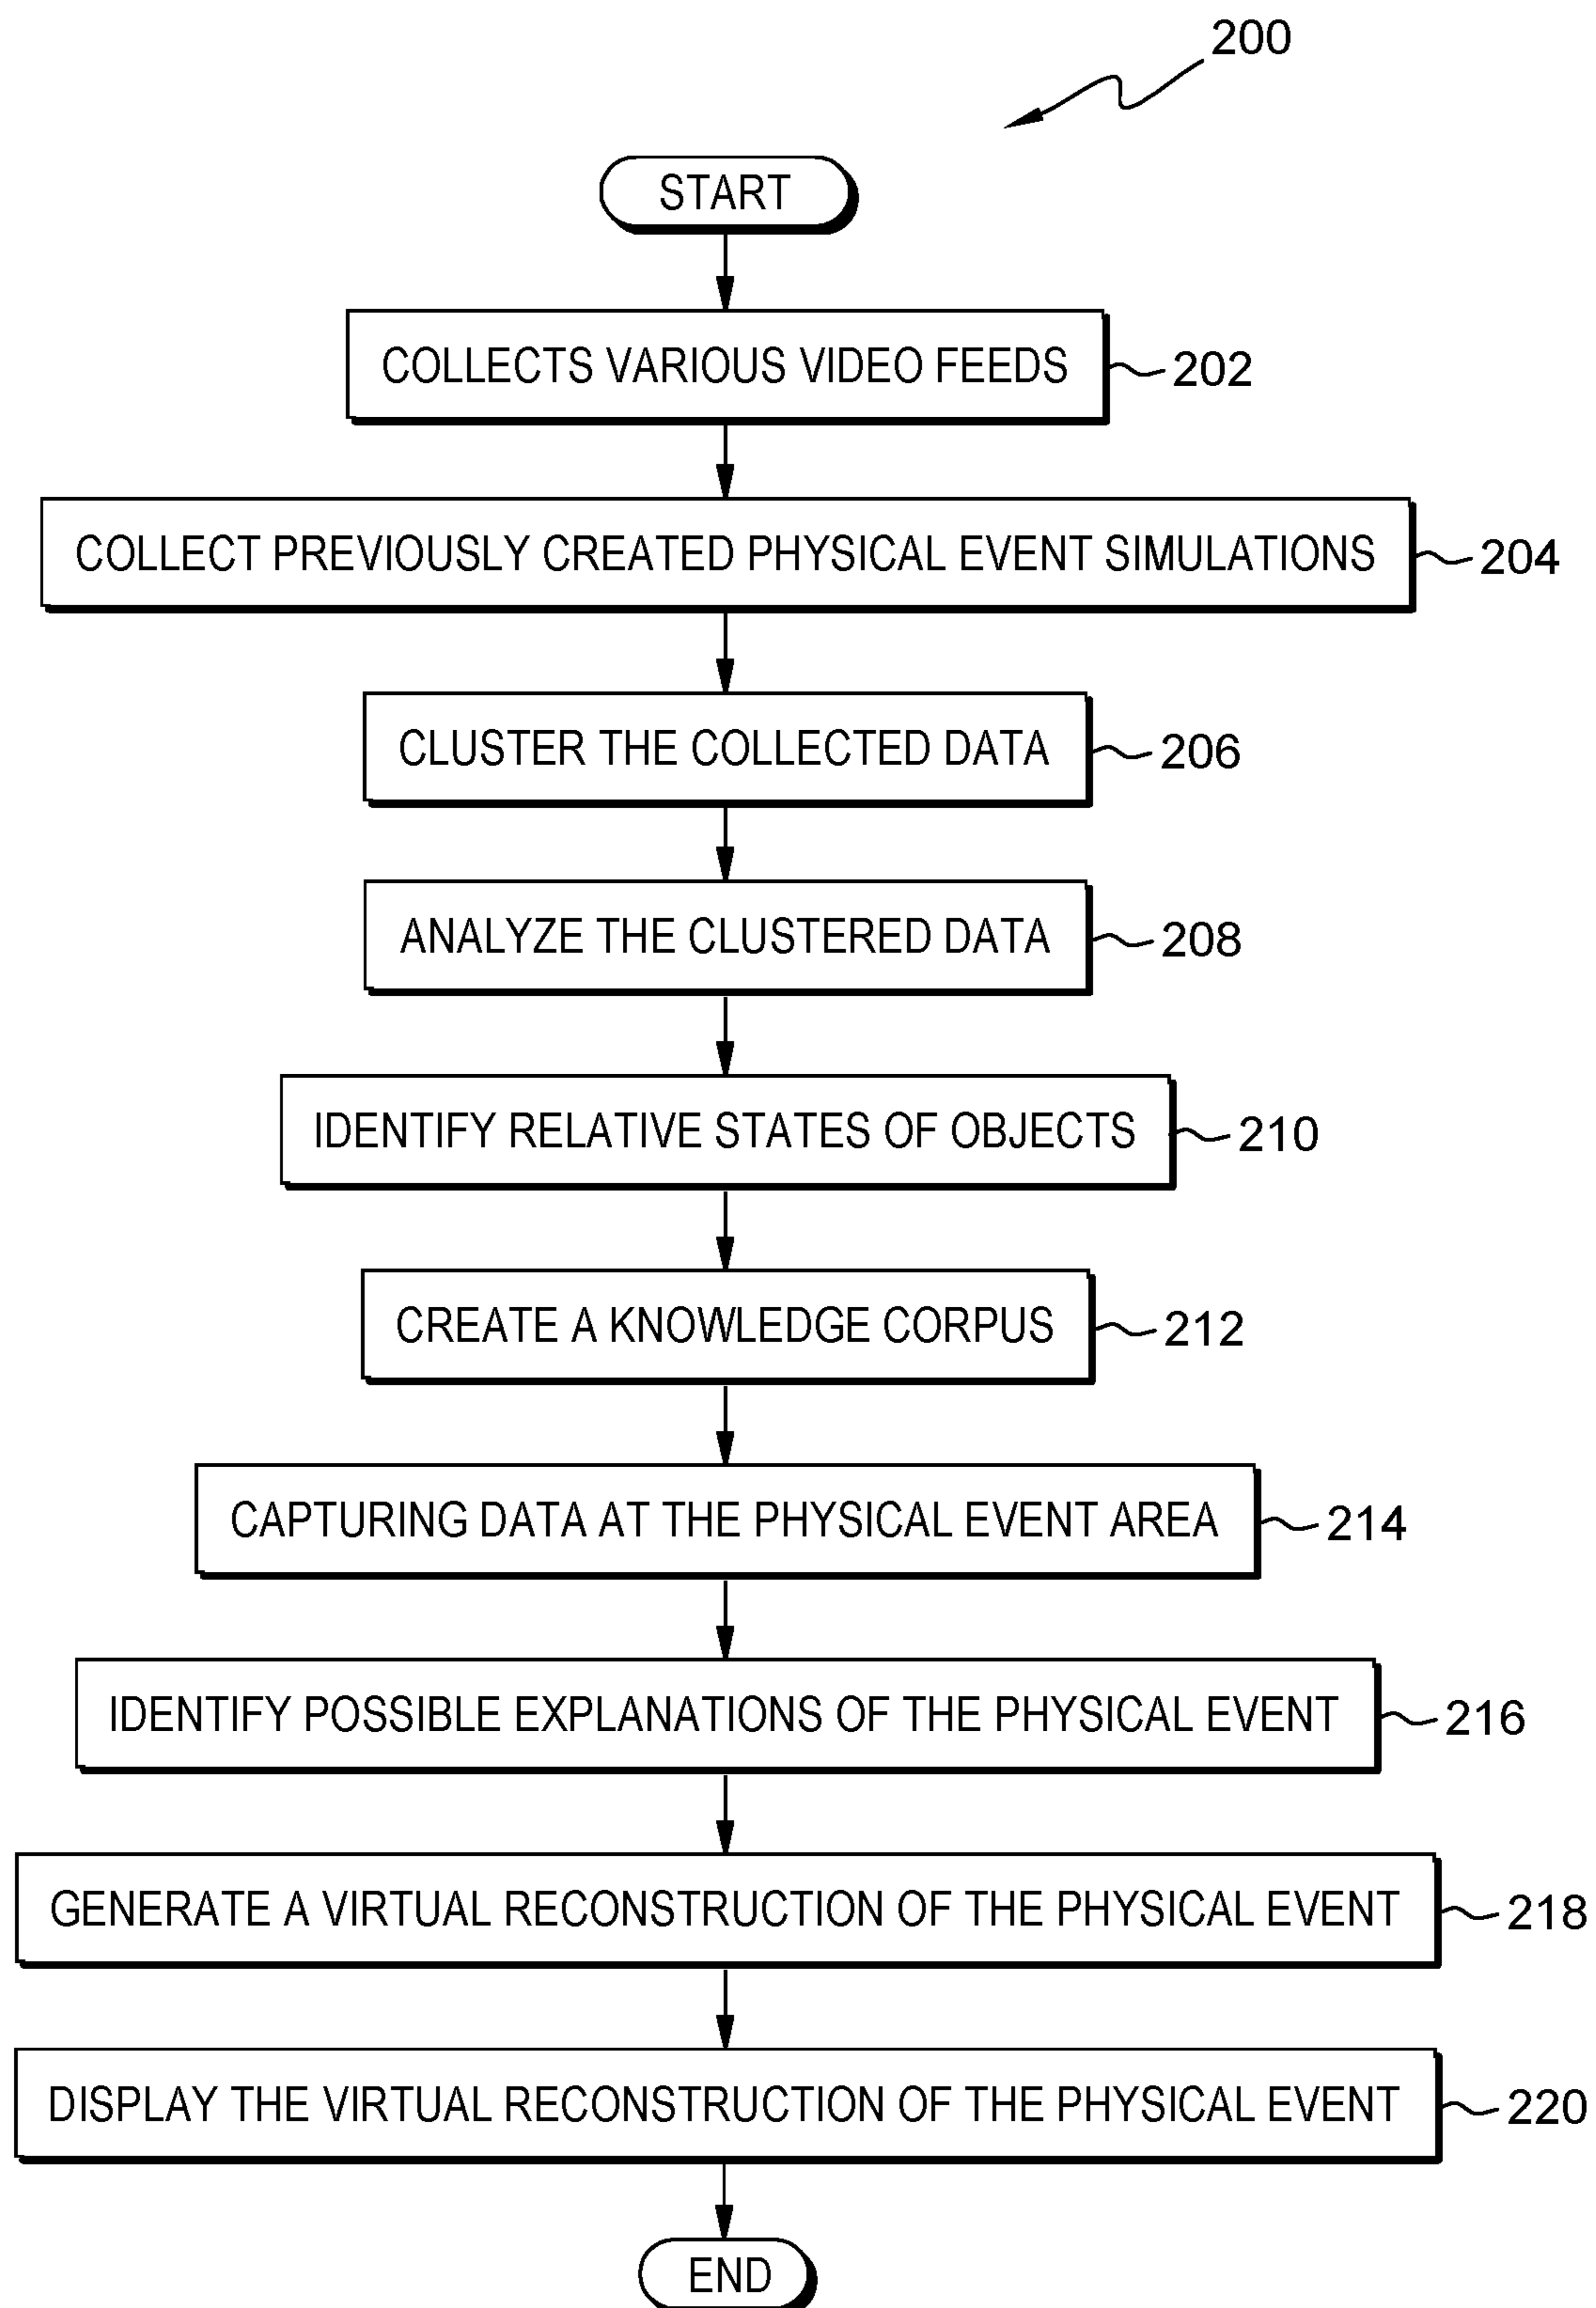 200
START
COLLECTS VARIOUS VIDEO FEEDS
202
COLLECT PREVIOUSLY CREATED PHYSICAL EVENT SIMULATIONS
204
CLUSTER THE COLLECTED DATA
206
ANALYZE THE CLUSTERED DATA
208
IDENTIFY RELATIVE STATES OF OBJECTS
210
CREATE A KNOWLEDGE CORPUS
212
CAPTURING DATA AT THE PHYSICAL EVENT AREA
214
IDENTIFY POSSIBLE EXPLANATIONS OF THE PHYSICAL EVENT
216
GENERATE A VIRTUAL RECONSTRUCTION OF THE PHYSICAL EVENT
218
DISPLAY THE VIRTUAL RECONSTRUCTION OF THE PHYSICAL EVENT
220
END